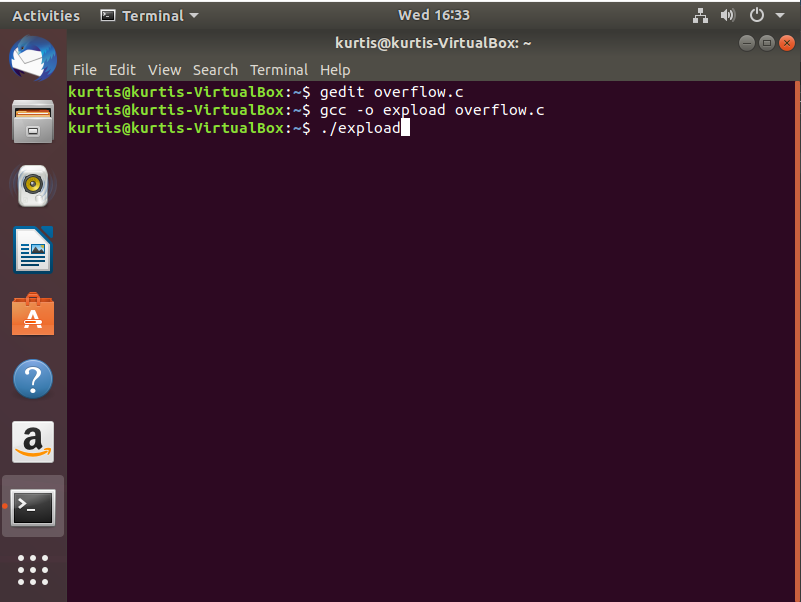 Activities Terminal Wed 16:33
kurtis@kurtis-VirtualBox: ~
File Edit View Search Terminal Help
kurtis@kurtis-VirtualBox:~$ gedit overflow.c
kurtis@kurtis-VirtualBox:~$ gcc -o expload overflow.c
kurtis@kurtis-VirtualBox:~$ ./expload